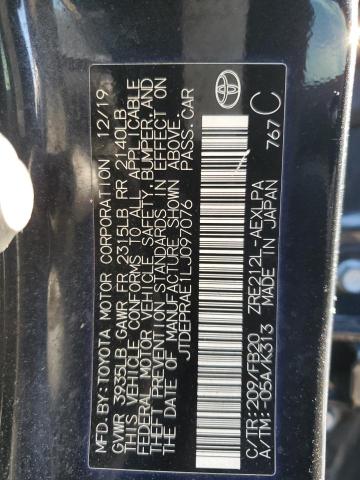 MFD.BY:TOYOTA MOTOR CORPORATION 12/19
GVWR 3935LB GAWR FR 2315LB RR 2140LB
THIS VEHICLE CONFORMS TO ALL APPLICABLE
FEDERAL MOTOR VEHICLE SAFETY,BUMPER,AND
THEFT PREVENTION STANDARDS IN EFFECT ON
THE DATE OF MANUFACTURE SHOWN ABOVE.
JTDEPRAE1LJ097076 PASS.CAR
C/TR:209/FB20 ZRE212L-AEXLPA
A/TM:-05A/K313 MADE IN JAPAN
767 C